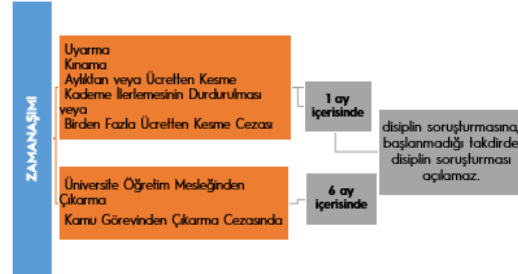 ZAMANAŞIMI
Uyarma
Kınama
Aylıktan veya Ücretten Kesme
Kademe İlerlemesinin Durdurulması
veya
Birden Fazla Ücretten Kesme Cezası
1 ay
içerisinde
disiplin soruşturmasına,
başlanmadığı takdirde
disiplin soruşturması
açılamaz.
Üniversite Öğretim Mesleğinden
Çıkarma
Kamu Görevinden Çıkarma Cezasında
6 ay
içerisinde